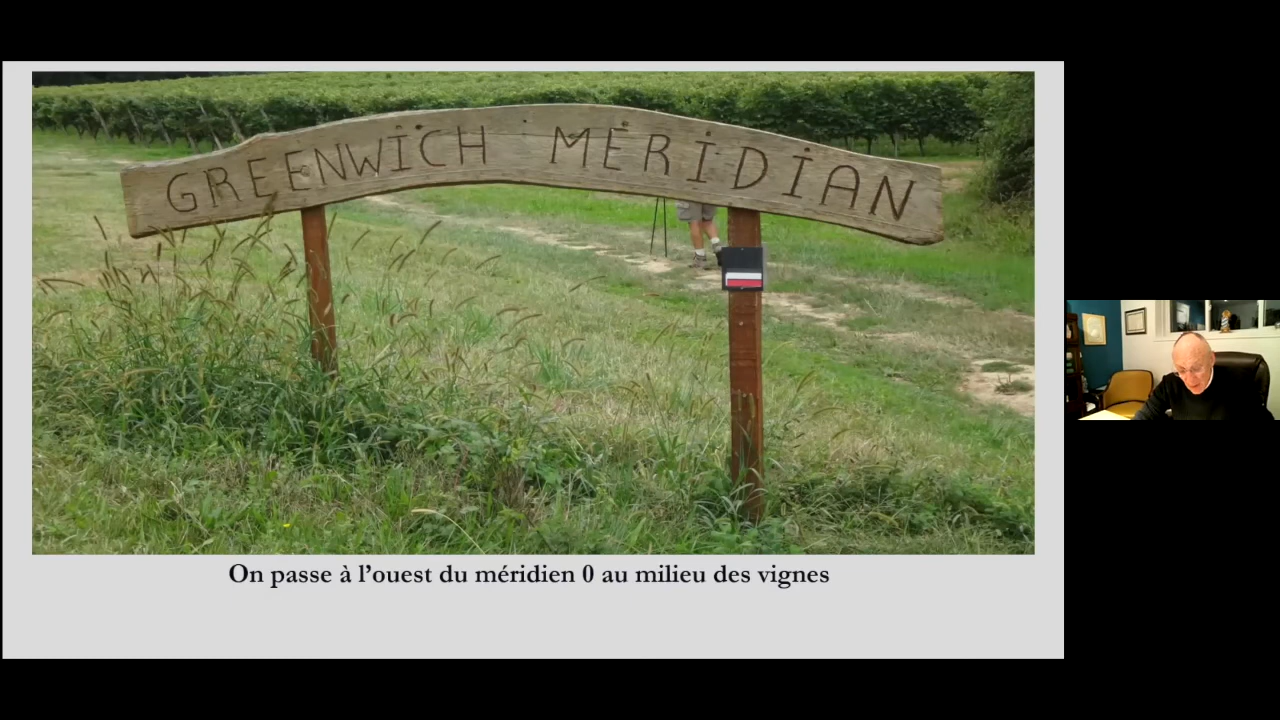 GREENWICH MERIDIAN
On passe à l'ouest du méridien 0 au milieu des vignes